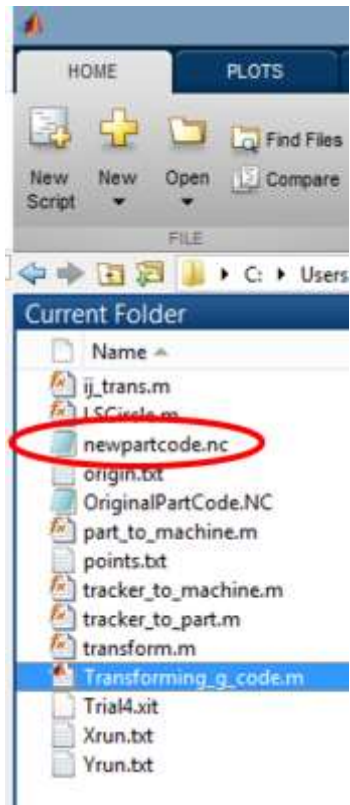 HOME PLOTS
New Script New Open Find Files
Compare
FILE
C: Users
Current Folder
Name
ij_trans.m
LSCircle.m
newpartcode.nc
origin.txt
OriginalPartCode.NC
part_to_machine.m
points.txt
tracker_to_machine.m
tracker_to_part.m
transform.m
Transforming_g_code.m
Trial4.xit
Xrun.txt
Yrun.txt